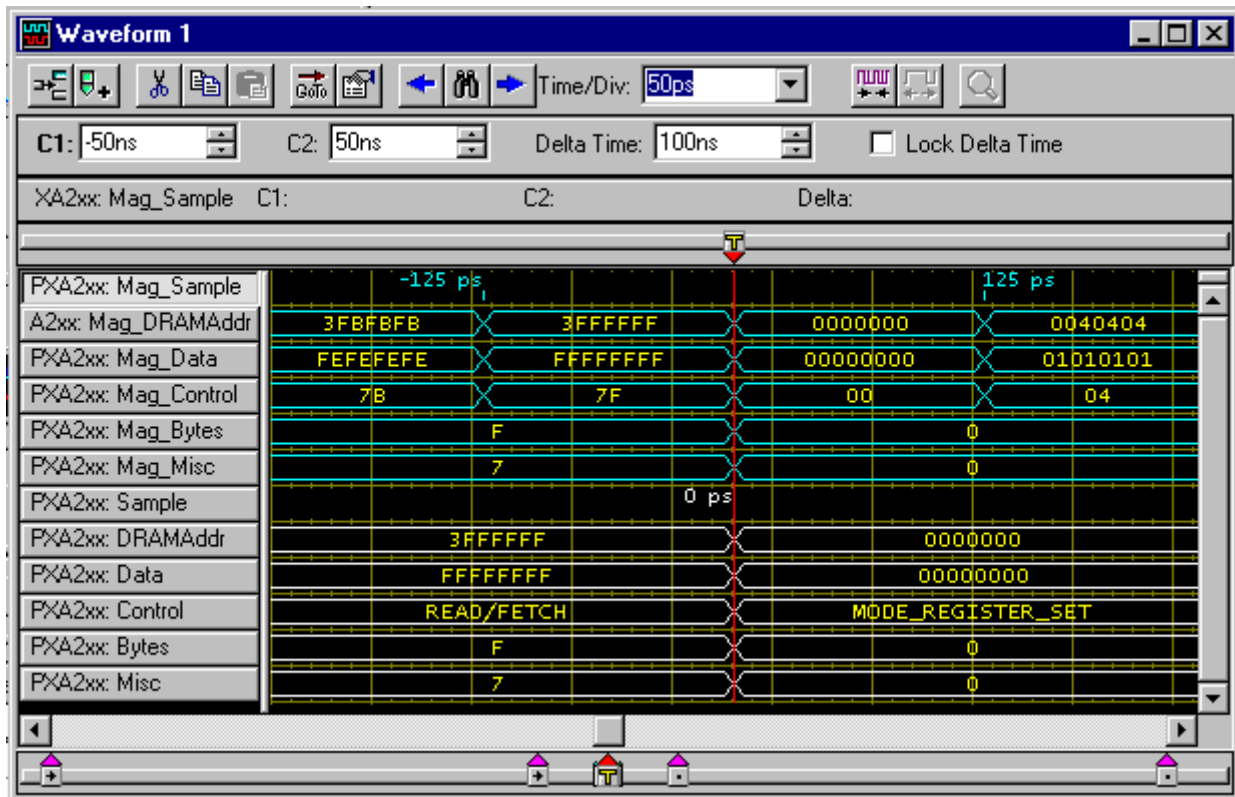 Waveform 1
GoTo Time/Div: 50ps
C1: -50ns C2: 50ns Delta Time: 100ns Lock Delta Time
XA2xx: Mag_Sample C1: C2: Delta:
T
PXA2xx: Mag_Sample -125 ps 125 ps
A2xx: Mag_DRAMAddr 3FBFBFB 3FFFFFF 0000000 0040404
PXA2xx: Mag_Data FEFEFEFE FFFFFFFF 00000000 01010101
PXA2xx: Mag_Control 7B 7F 00 04
PXA2xx: Mag_Bytes F 0
PXA2xx: Mag_Misc 7 0
PXA2xx: Sample 0 ps
PXA2xx: DRAMAddr 3FFFFFF 0000000
PXA2xx: Data FFFFFFFF 00000000
PXA2xx: Control READ/FETCH MODE_REGISTER_SET
PXA2xx: Bytes F 0
PXA2xx: Misc 7 0
T